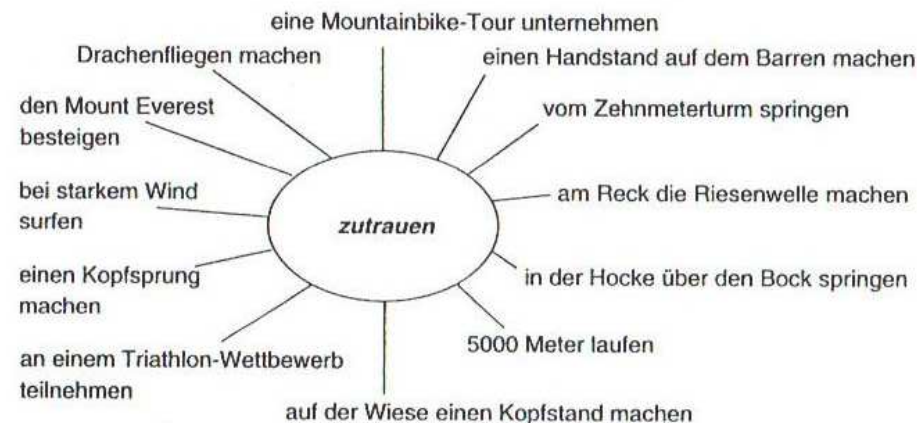 eine Mountainbike-Tour unternehmen
Drachenfliegen machen
einen Handstand auf dem Barren machen
den Mount Everest
besteigen
vom Zehnmeterturm springen
bei starkem Wind
surfen
am Reck die Riesenwelle machen
zutrauen
einen Kopfsprung
machen
in der Hocke über den Bock springen
an einem Triathlon-Wettbewerb
teilnehmen
5000 Meter laufen
auf der Wiese einen Kopfstand machen